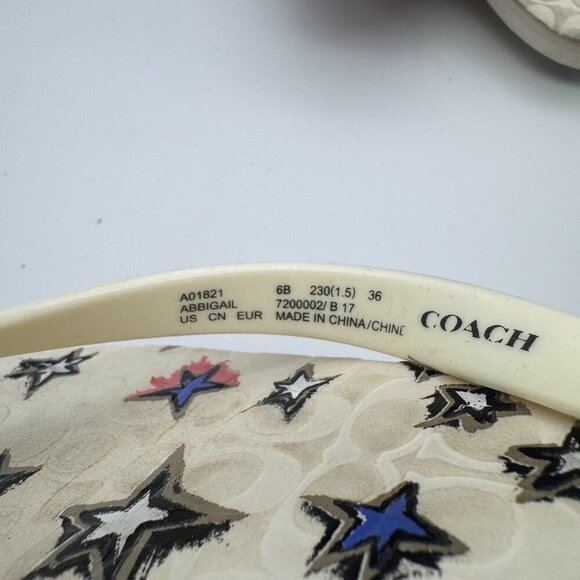 A01821 6B 230(1.5) 36
ABBIGAIL 7200002/ B 17
US CN EUR MADE IN CHINA/CHINE
COACH